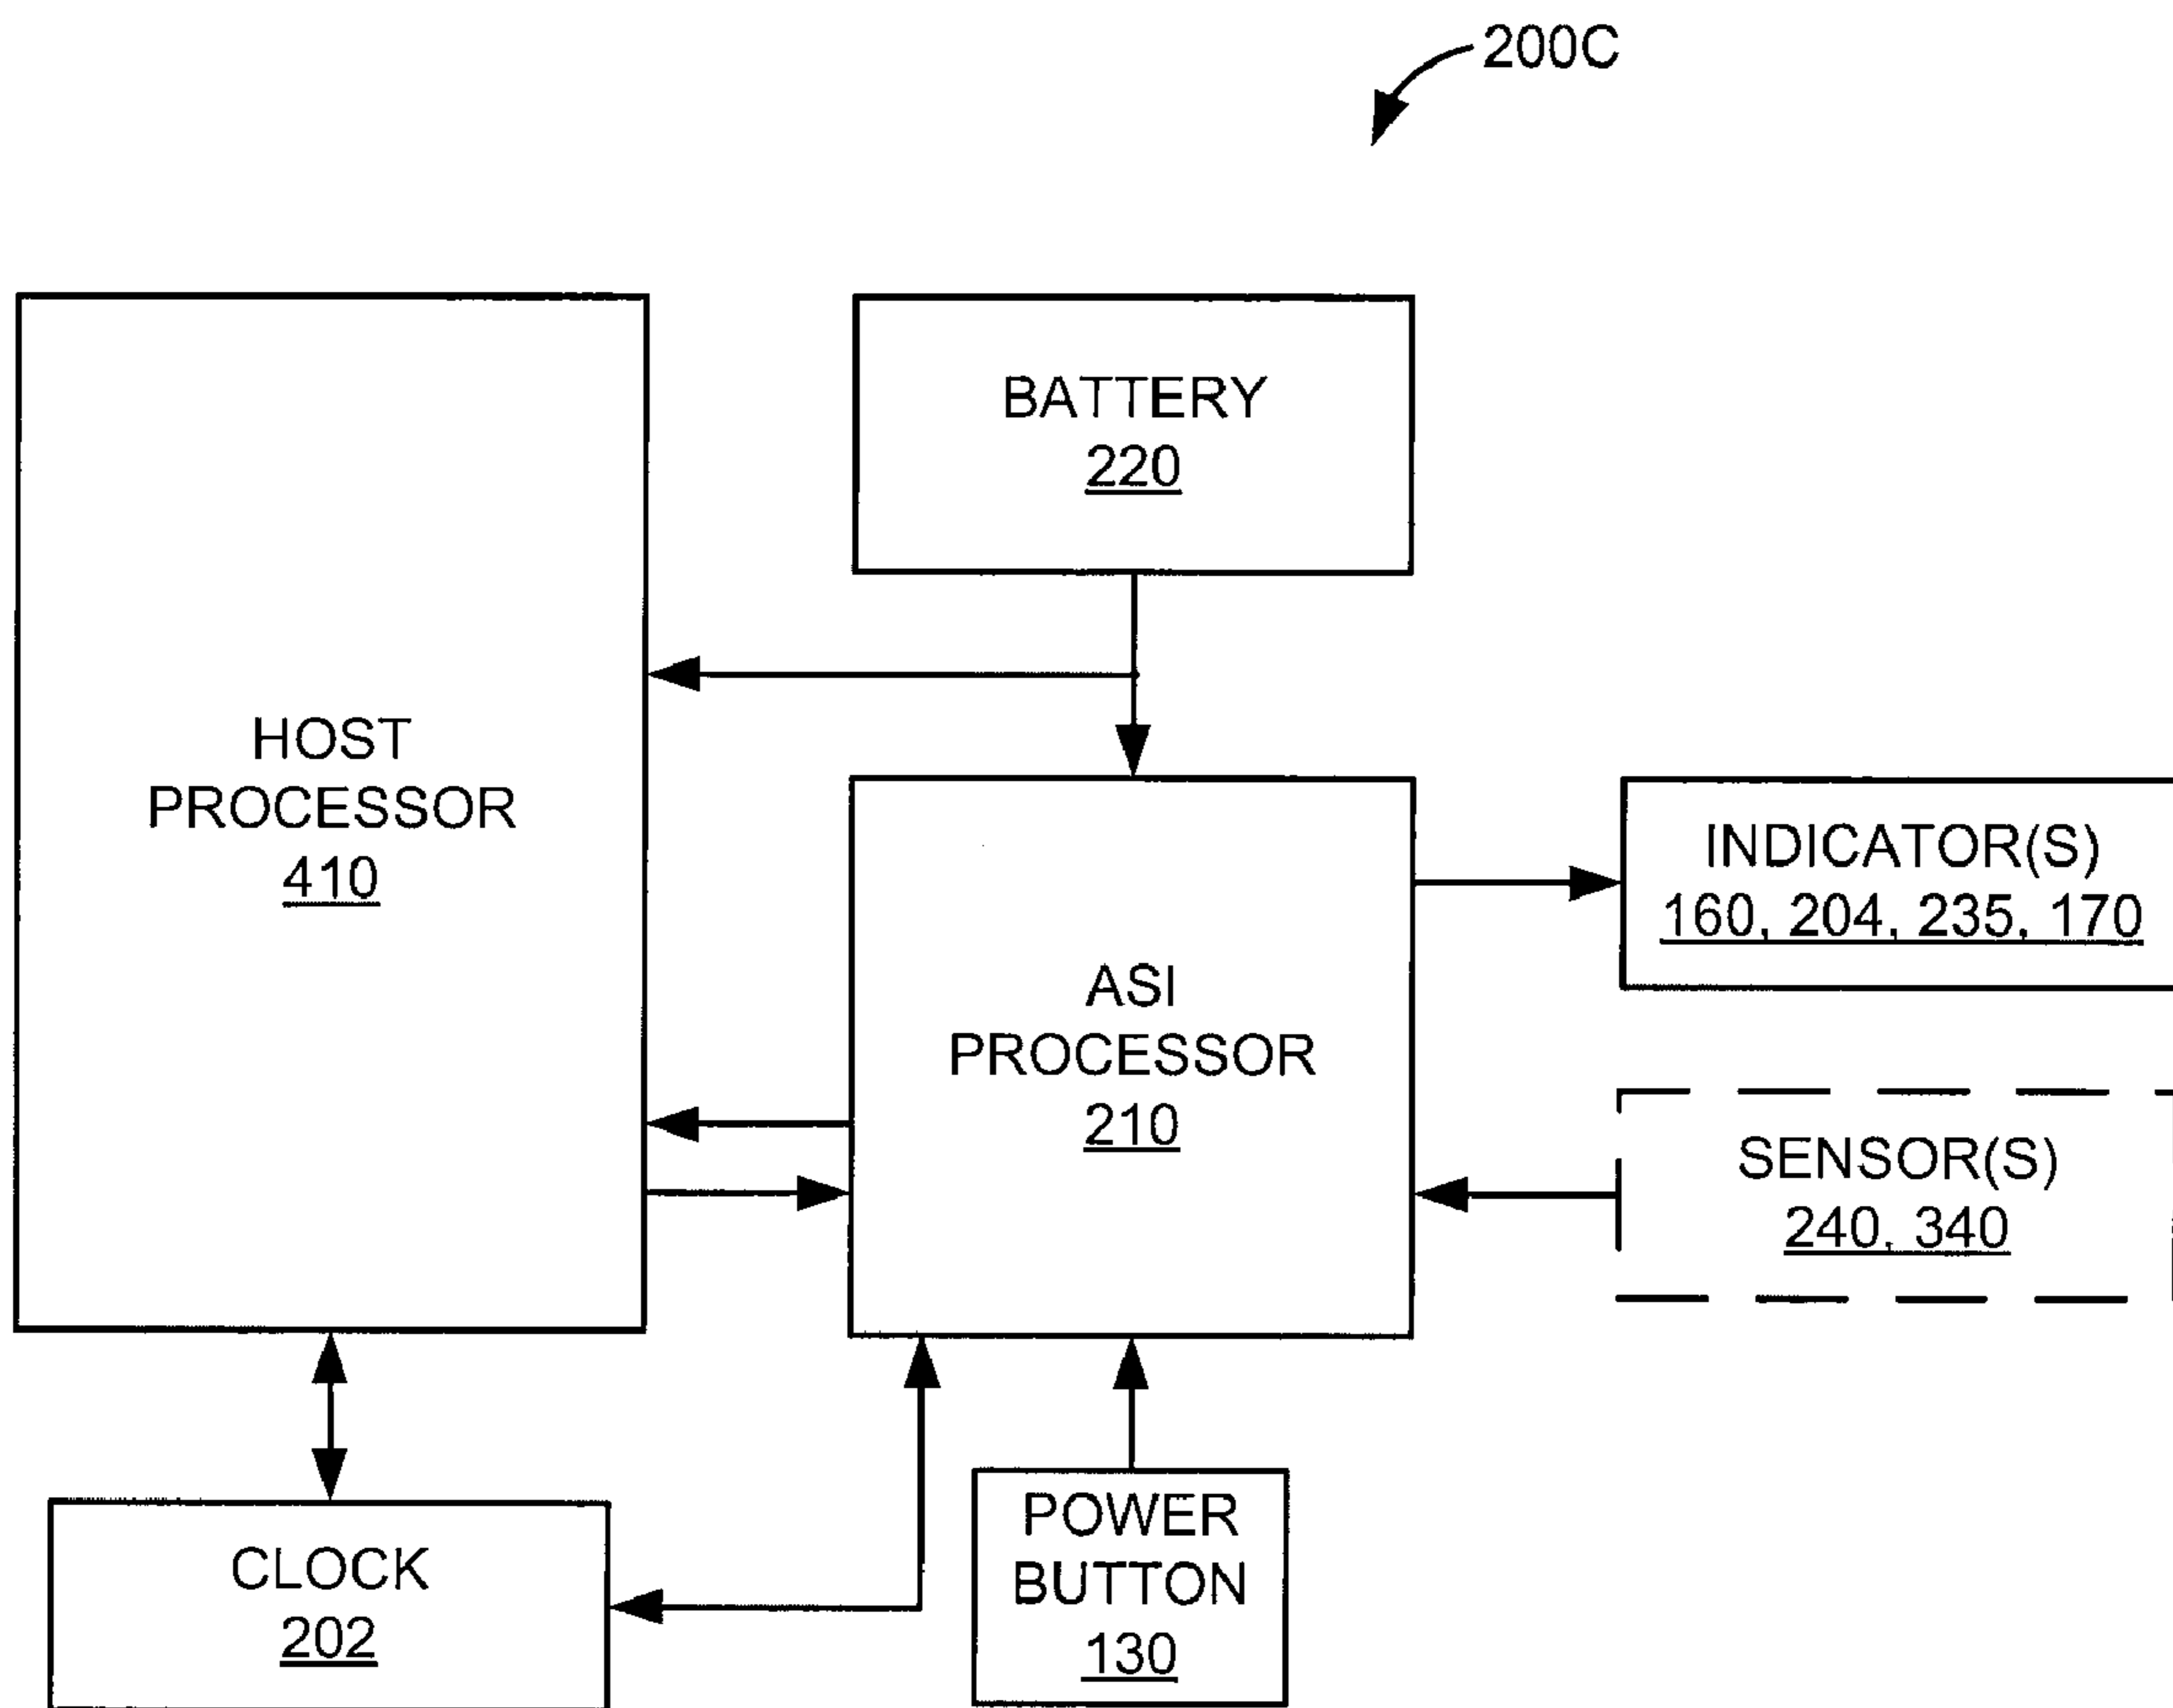 200C
BATTERY
220
HOST
PROCESSOR
410
INDICATOR(S)
160, 204, 235, 170
ASI
PROCESSOR
210
SENSOR(S)
240, 340
POWER
BUTTON
130
CLOCK
202